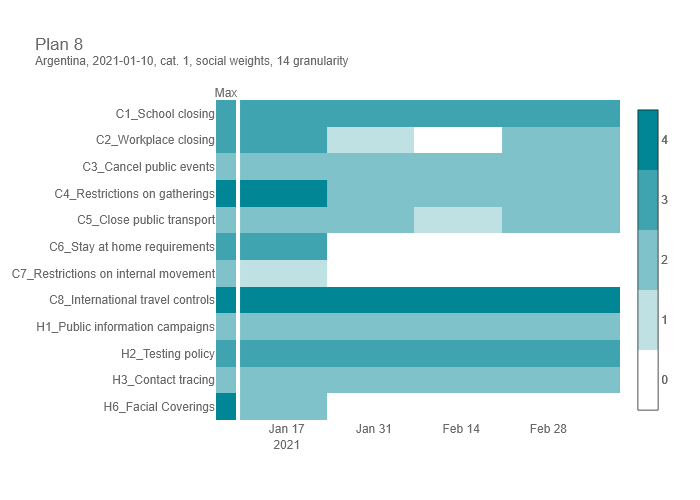 Plan 8
Argentina, 2021-01-10, cat. 1, social weights, 14 granularity
Max
C1_School closing
C2_Workplace closing
C3_Cancel public events
C4_Restrictions on gatherings
C5_Close public transport
C6_Stay at home requirements
C7_Restrictions on internal movement
C8_International travel controls
H1_Public information campaigns
H2_Testing policy
H3_Contact tracing
H6_Facial Coverings
Jan 17
2021
Jan 31
Feb 14
Feb 28
4
3
2
1
0